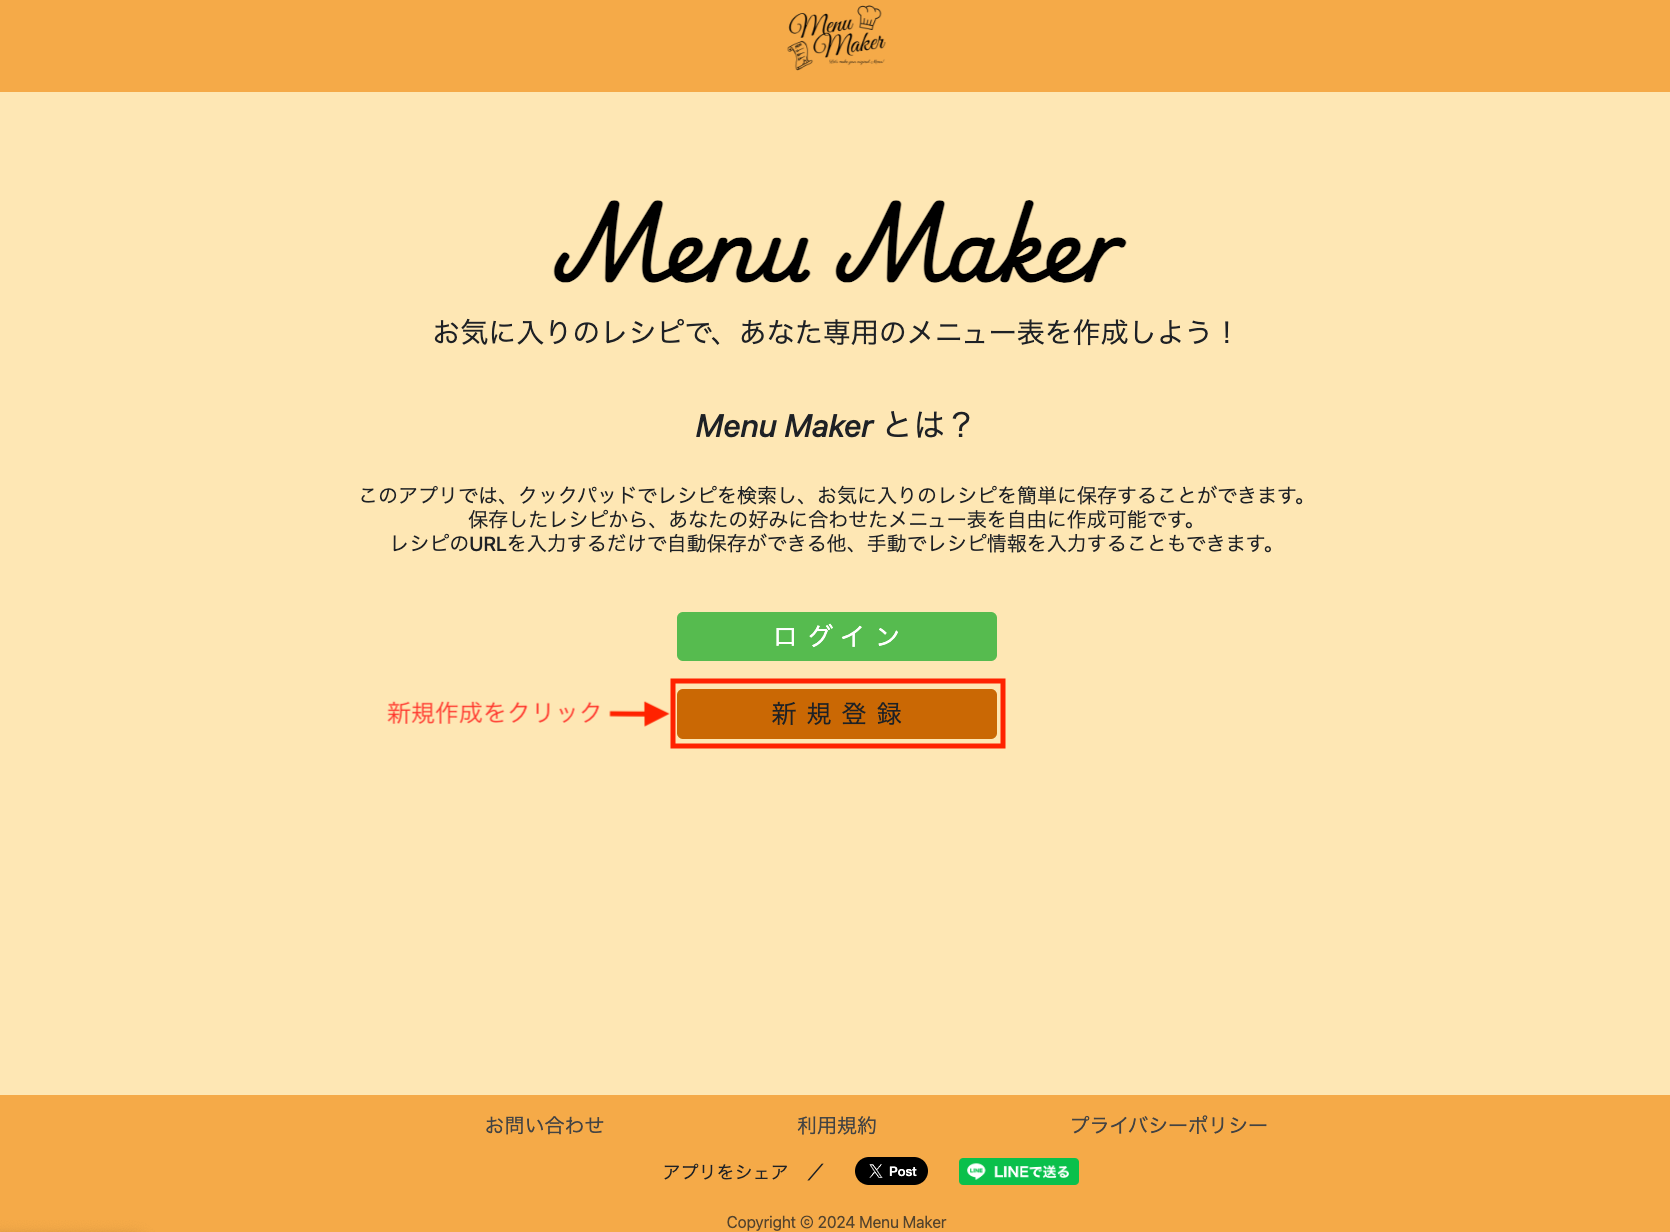 Menu
Maker
Let's make your original Menu!
Menu Maker
お気に入りのレシピで、あなた専用のメニュー表を作成しよう！
Menu Maker とは？
このアプリでは、クックパッドでレシピを検索し、お気に入りのレシピを簡単に保存することができます。
保存したレシピから、あなたの好みに合わせたメニュー表を自由に作成可能です。
レシピのURLを入力するだけで自動保存ができる他、手動でレシピ情報を入力することもできます。
ログイン
新規作成をクリック
新規登録
お問い合わせ 利用規約 プライバシーポリシー
アプリをシェア ／ X Post LINE LINEで送る
Copyright © 2024 Menu Maker